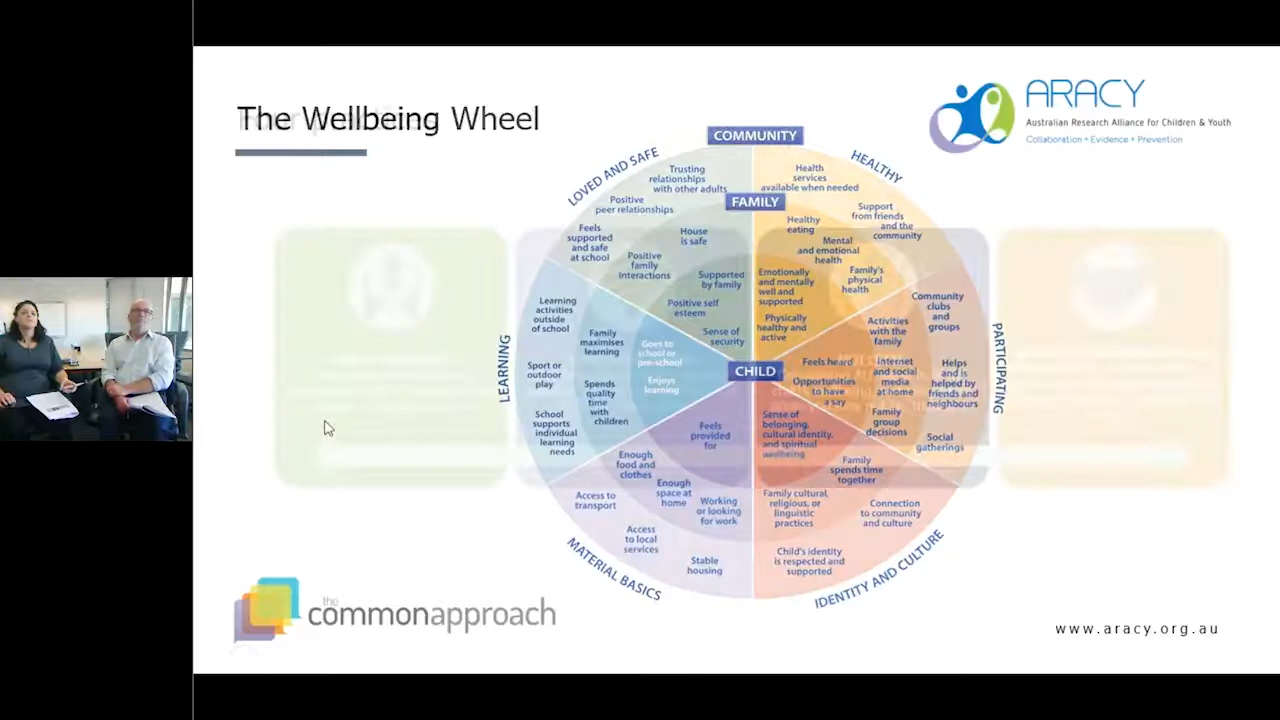 The Wellbeing Wheel
ARACY
Australian Research Alliance for Children & Youth
Collaboration • Evidence • Prevention
COMMUNITY
FAMILY
CHILD
LOVED AND SAFE
Trusting
relationships
with other adults
Positive
peer relationships
Feels
supported
and safe
at school
House
is safe
Positive
family
interactions
Supported
by family
Positive self
esteem
Sense of
security
HEALTHY
Health
services
available when needed
Support
from friends
and the
community
Healthy
eating
Mental
and emotional
health
Family's
physical
health
Emotionally
and mentally
well and
supported
Physically
healthy and
active
PARTICIPATING
Community
clubs
and
groups
Activities
with the
family
Feels heard
Internet
and social
media
at home
Helps
and is
helped by
friends and
neighbours
Opportunities
to have
a say
Family
group
decisions
Social
gatherings
LEARNING
Learning
activities
outside
of school
Family
maximises
learning
Goes to
school or
pre-school
Sport or
outdoor
play
Spends
quality
time
with
children
Enjoys
learning
School
supports
individual
learning
needs
MATERIAL BASICS
Feels
provided
for
Enough
food and
clothes
Enough
space at
home
Working
or looking
for work
Access to
transport
Access
to local
services
Stable
housing
IDENTITY AND CULTURE
Sense of
belonging,
cultural identity,
and spiritual
wellbeing
Family
spends time
together
Family cultural,
religious, or
linguistic
practices
Connection
to community
and culture
Child's identity
is respected and
supported
the
commonapproach
www.aracy.org.au